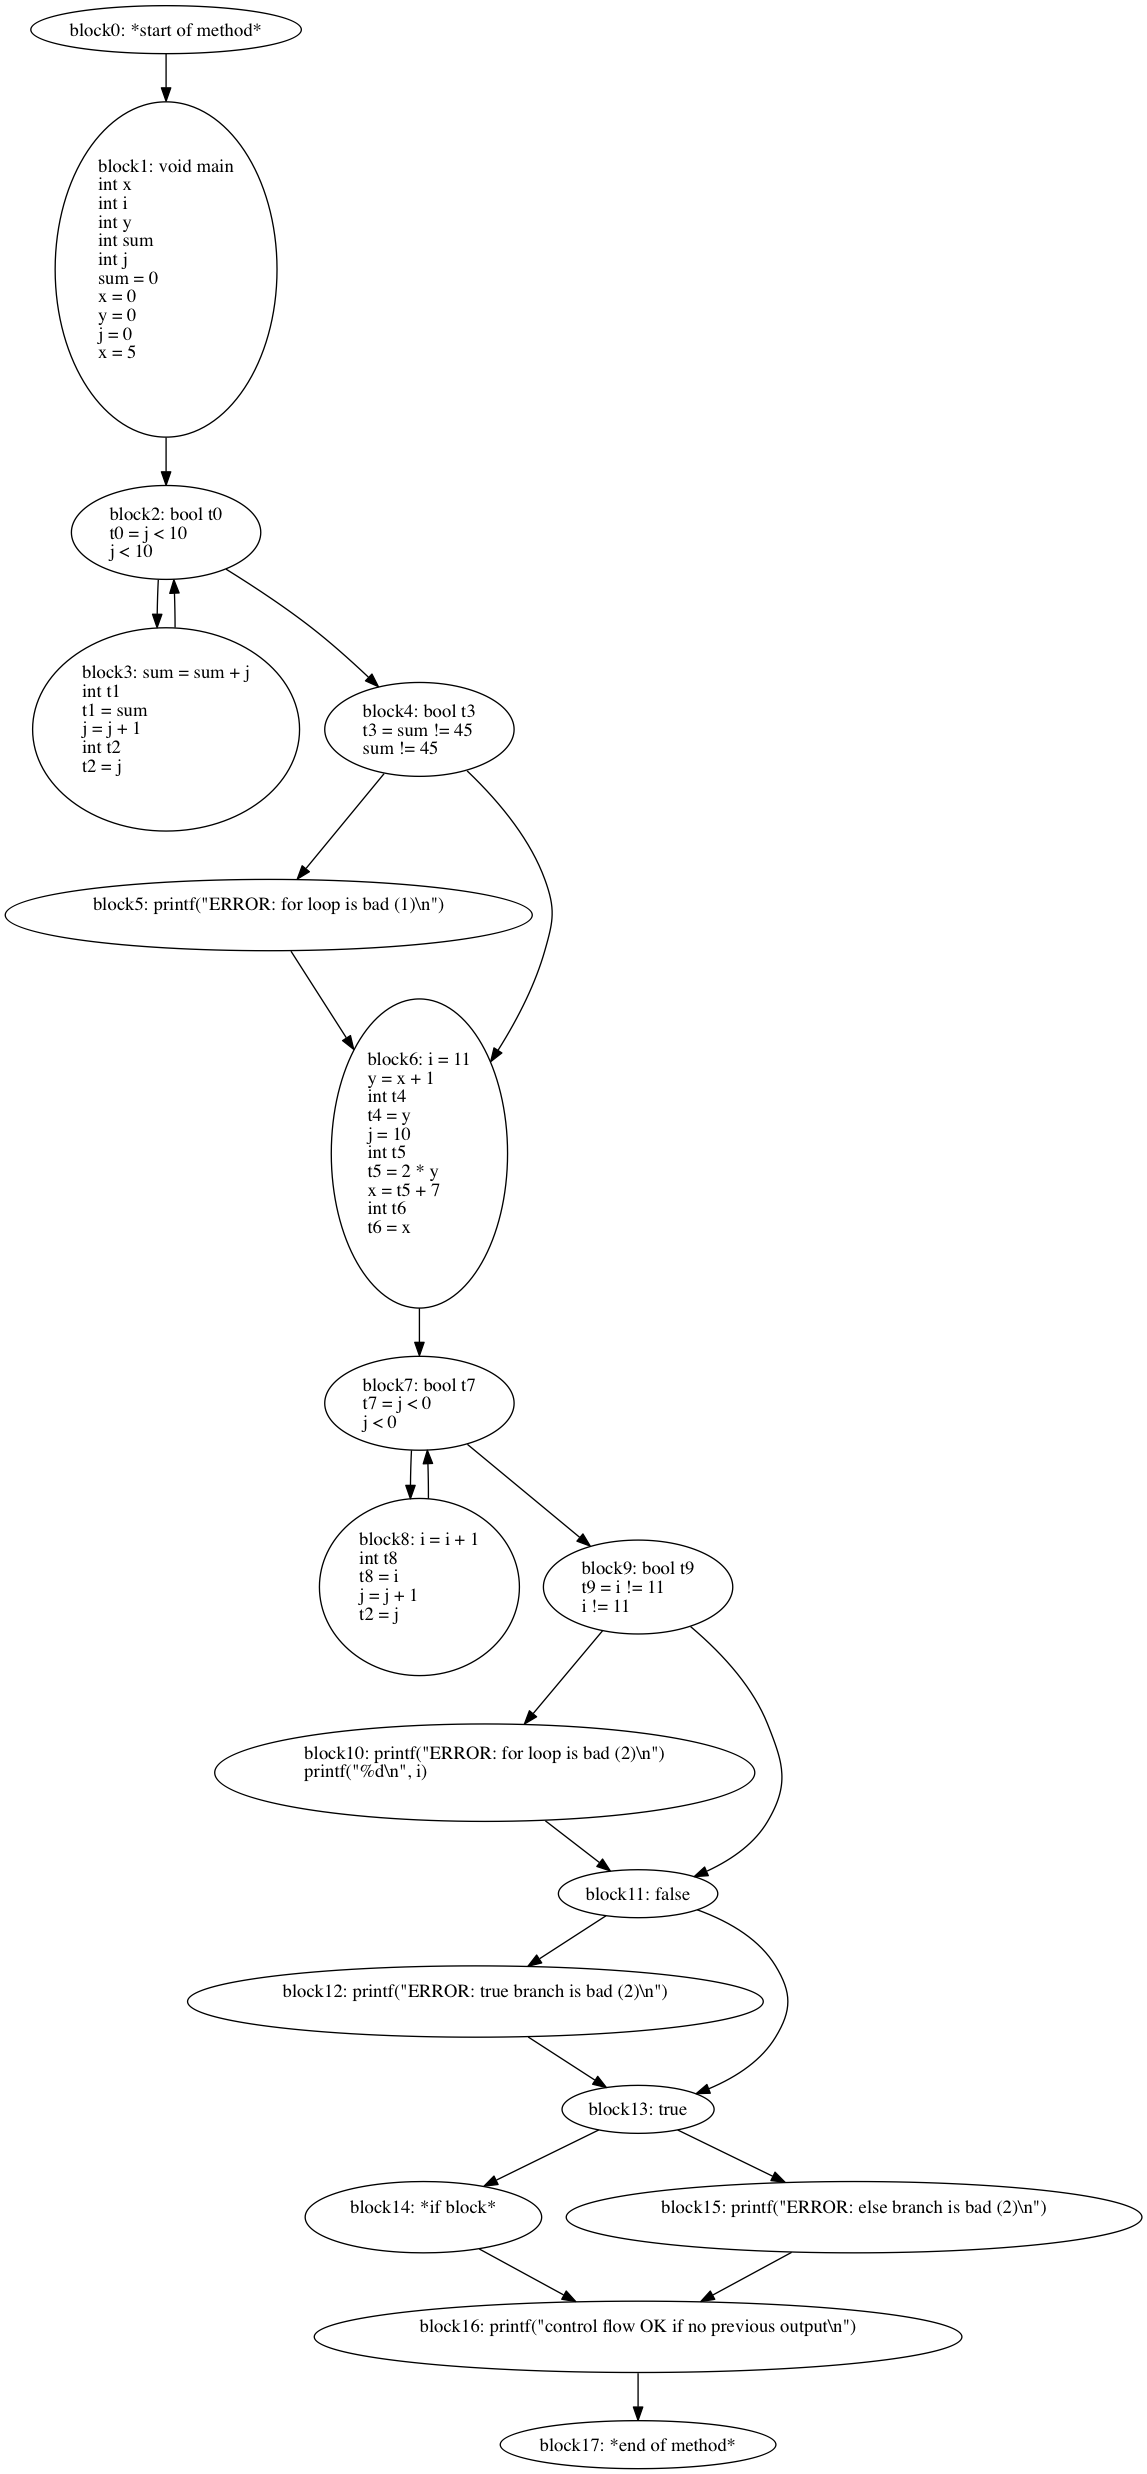 block0: *start of method*
block1: void main
int x
int i
int y
int sum
int j
sum = 0
x = 0
y = 0
j = 0
x = 5
block2: bool t0
t0 = j < 10
j < 10
block3: sum = sum + j
int t1
t1 = sum
j = j + 1
int t2
t2 = j
block4: bool t3
t3 = sum != 45
sum != 45
block5: printf("ERROR: for loop is bad (1)\n")
block6: i = 11
y = x + 1
int t4
t4 = y
j = 10
int t5
t5 = 2 * y
x = t5 + 7
int t6
t6 = x
block7: bool t7
t7 = j < 0
j < 0
block8: i = i + 1
int t8
t8 = i
j = j + 1
t2 = j
block9: bool t9
t9 = i != 11
i != 11
block10: printf("ERROR: for loop is bad (2)\n")
printf("%d\n", i)
block11: false
block12: printf("ERROR: true branch is bad (2)\n")
block13: true
block14: *if block*
block15: printf("ERROR: else branch is bad (2)\n")
block16: printf("control flow OK if no previous output\n")
block17: *end of method*